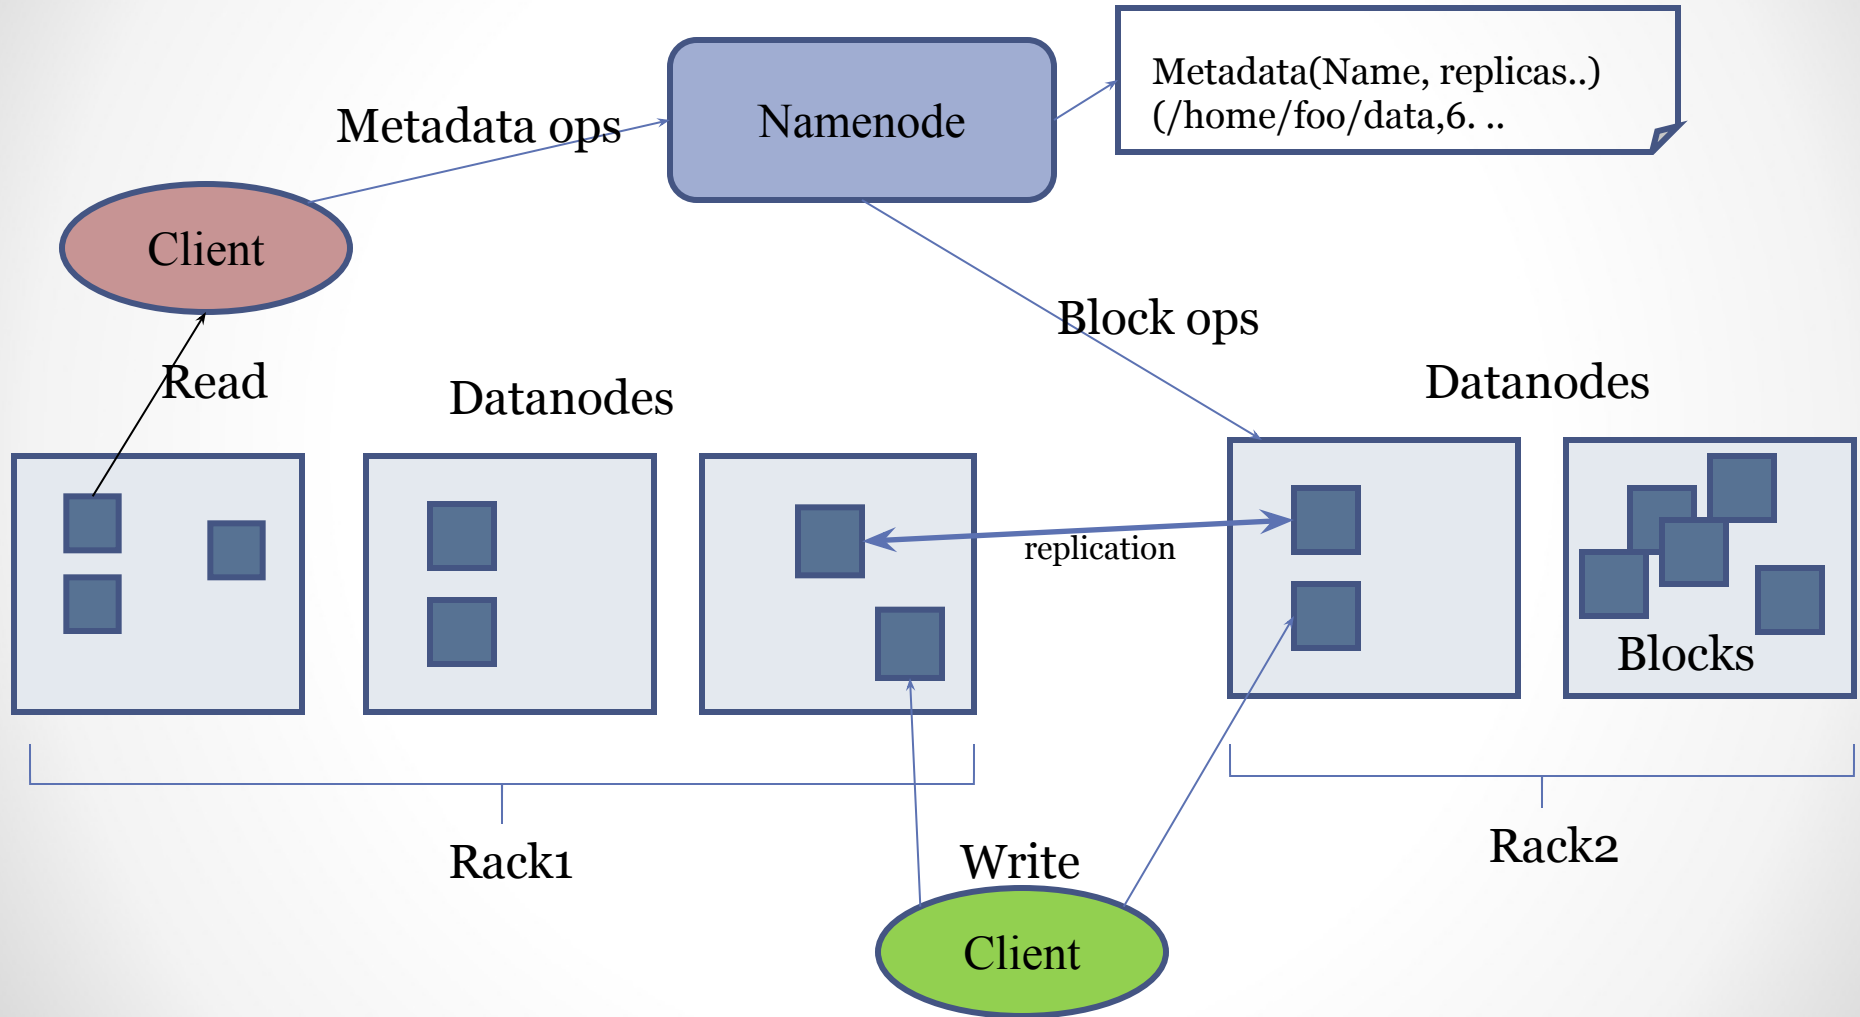 Metadata(Name, replicas..)
(/home/foo/data,6. ..
Namenode
Metadata ops
Client
Block ops
Read
Datanodes
Datanodes
replication
Blocks
Rack1
Write
Rack2
Client